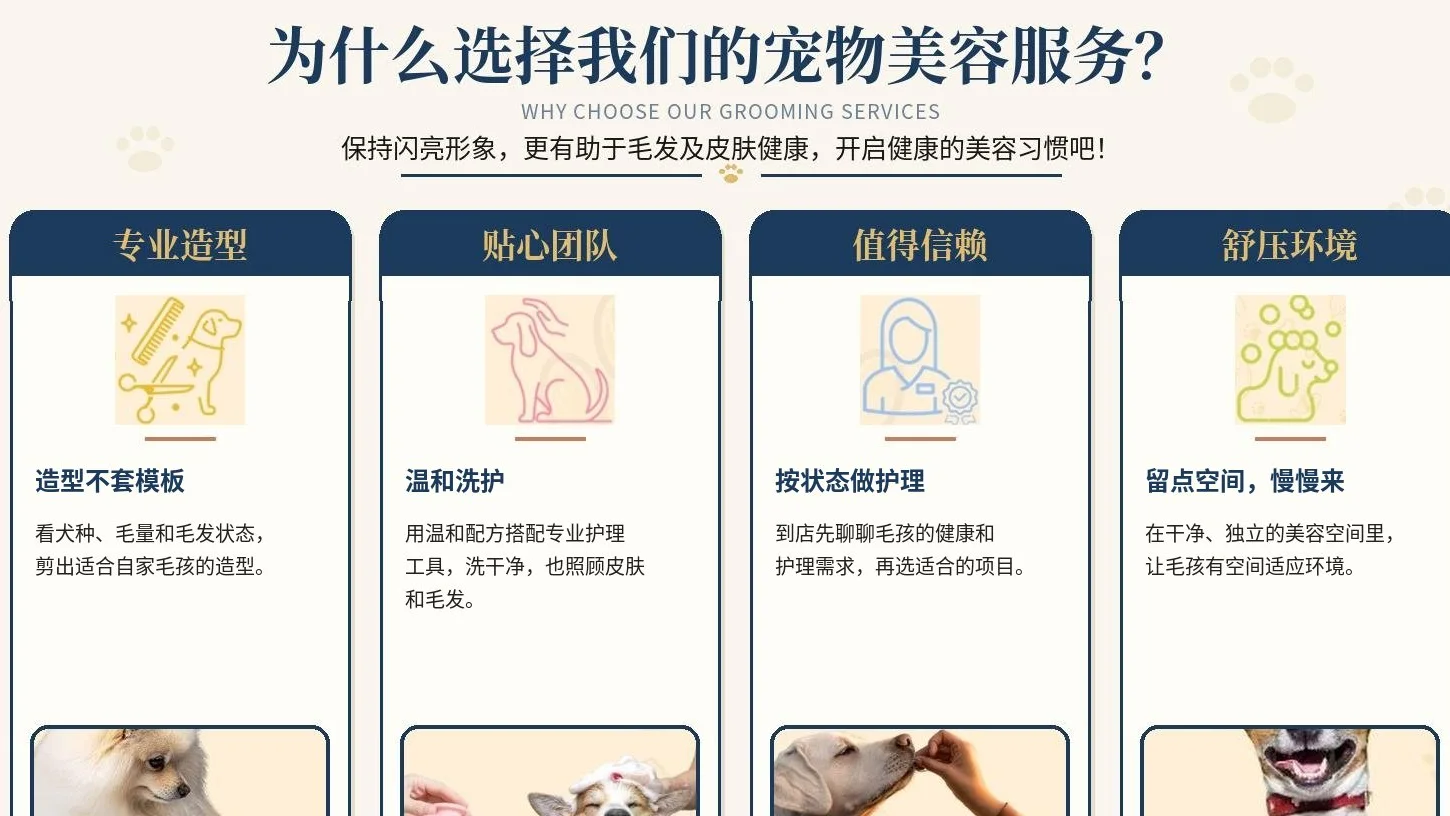 为什么选择我们的宠物美容服务?
WHY CHOOSE OUR GROOMING SERVICES
保持闪亮形象，更有助于毛发及皮肤健康，开启健康的美容习惯吧！
专业造型
造型不套模板
看犬种、毛量和毛发状态，
剪出适合自家毛孩的造型。
贴心团队
温和洗护
用温和配方搭配专业护理
工具，洗干净，也照顾皮肤
和毛发。
值得信赖
按状态做护理
到店先聊聊毛孩的健康和
护理需求，再选适合的项目。
舒压环境
留点空间，慢慢来
在干净、独立的美容空间里，
让毛孩有空间适应环境。